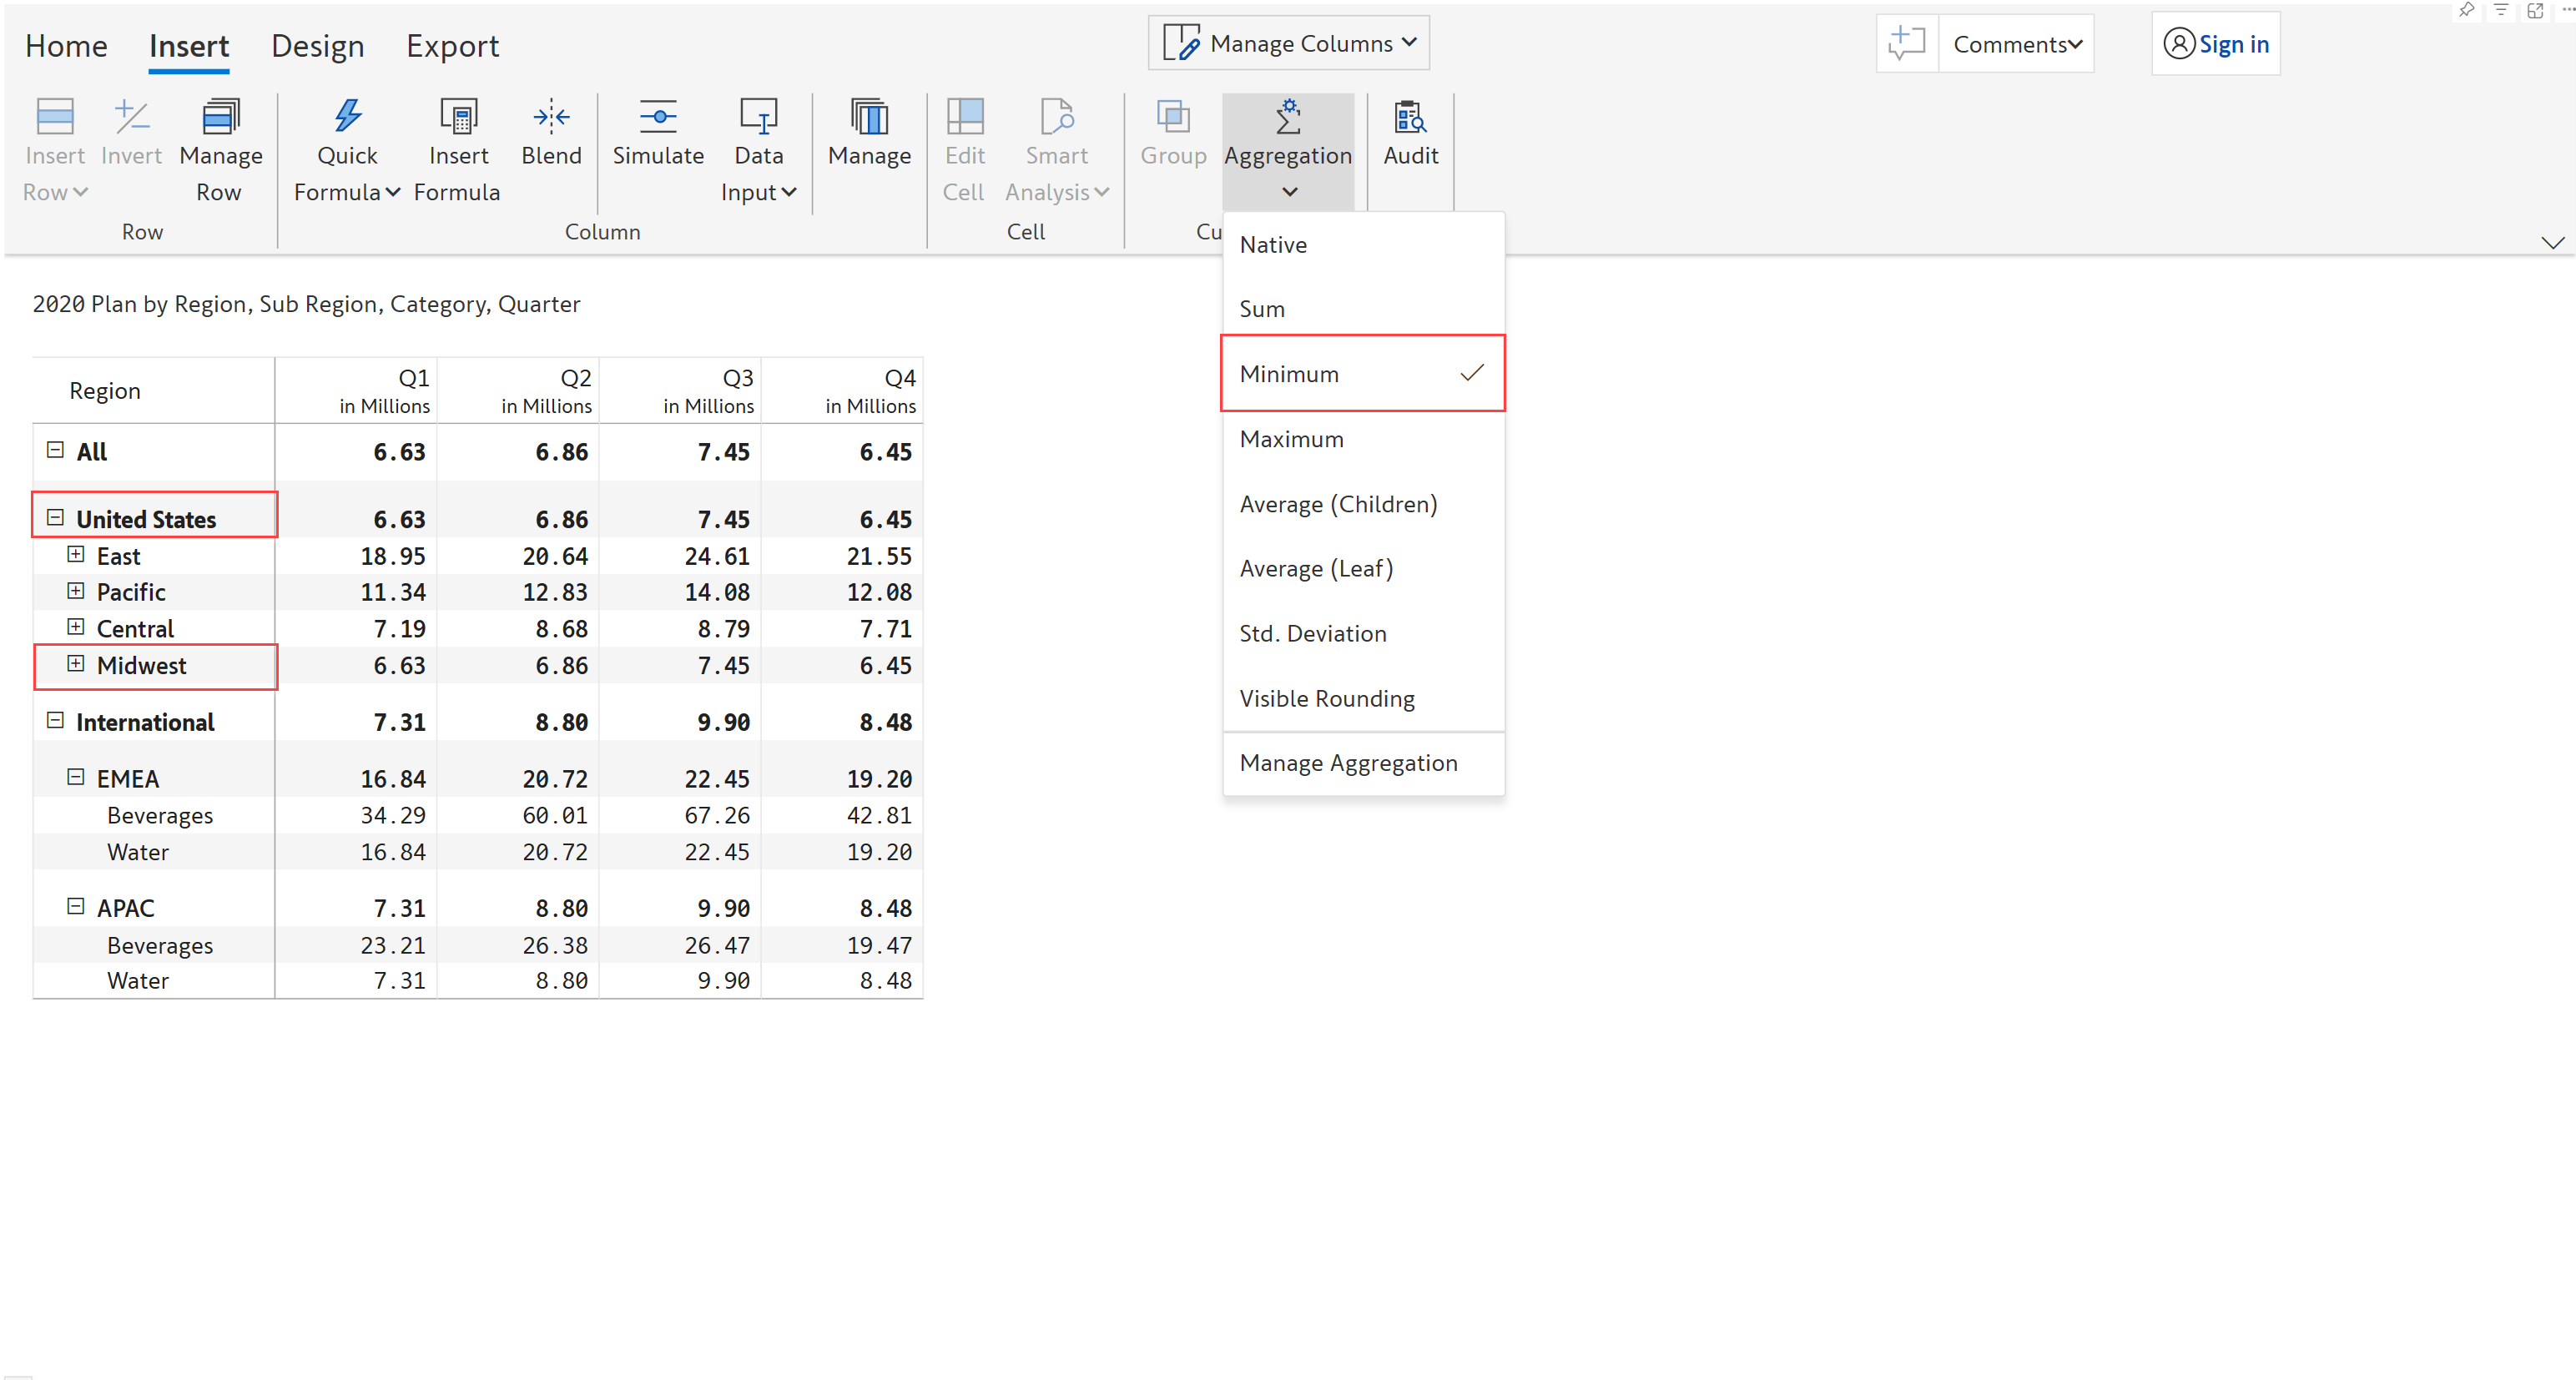 Home Insert Design Export
Manage Columns
Comments
Sign in
Insert Row
Invert
Manage Row
Quick Formula
Insert Formula
Blend
Simulate
Data Input
Manage
Edit Cell
Smart Analysis
Group
Aggregation
Audit
Row
Column
Cell
Cu
Native
Sum
Minimum
Maximum
Average (Children)
Average (Leaf)
Std. Deviation
Visible Rounding
Manage Aggregation
2020 Plan by Region, Sub Region, Category, Quarter
Region Q1 Q2 Q3 Q4
in Millions in Millions in Millions in Millions
All 6.63 6.86 7.45 6.45
United States 6.63 6.86 7.45 6.45
East 18.95 20.64 24.61 21.55
Pacific 11.34 12.83 14.08 12.08
Central 7.19 8.68 8.79 7.71
Midwest 6.63 6.86 7.45 6.45
International 7.31 8.80 9.90 8.48
EMEA 16.84 20.72 22.45 19.20
Beverages 34.29 60.01 67.26 42.81
Water 16.84 20.72 22.45 19.20
APAC 7.31 8.80 9.90 8.48
Beverages 23.21 26.38 26.47 19.47
Water 7.31 8.80 9.90 8.48